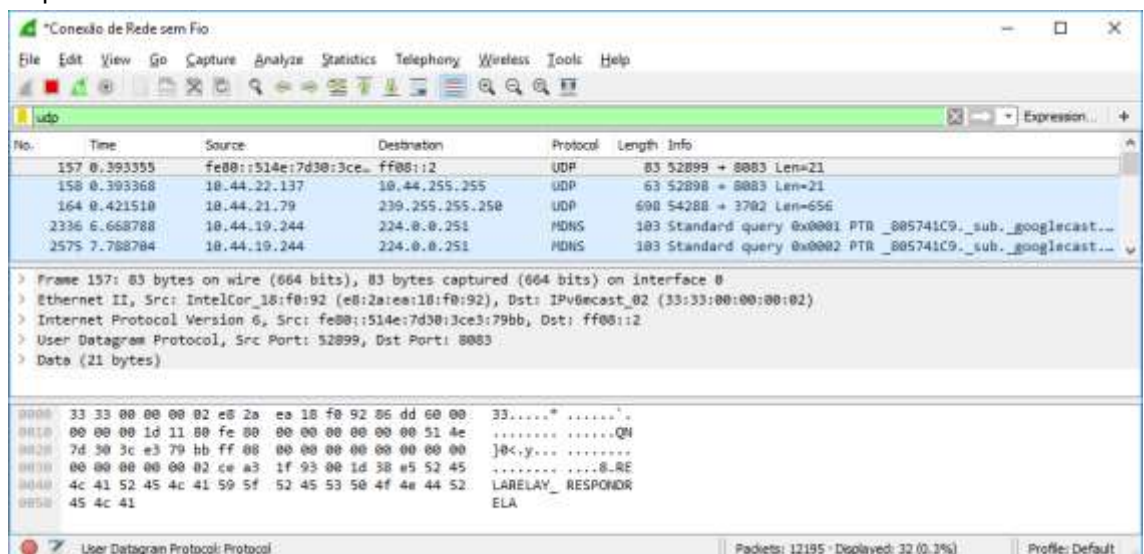 *Conexão de Rede sem Fio
File Edit View Go Capture Analyze Statistics Telephony Wireless Tools Help
udp
Expression... +
No. Time Source Destination Protocol Length Info
157 0.393355 fe80::514e:7d30:3ce… ff08::2 UDP 83 52899 → 8083 Len=21
158 0.393368 10.44.22.137 10.44.255.255 UDP 63 52898 → 8083 Len=21
164 0.421510 10.44.21.79 239.255.255.250 UDP 698 54288 → 3702 Len=656
2336 6.668788 10.44.19.244 224.0.0.251 MDNS 103 Standard query 0x0001 PTR _805741C9._sub._googlecast…
2575 7.788704 10.44.19.244 224.0.0.251 MDNS 103 Standard query 0x0002 PTR _805741C9._sub._googlecast…
> Frame 157: 83 bytes on wire (664 bits), 83 bytes captured (664 bits) on interface 0
> Ethernet II, Src: IntelCor_18:f0:92 (e8:2a:ea:18:f0:92), Dst: IPv6mcast_02 (33:33:00:00:00:02)
> Internet Protocol Version 6, Src: fe80::514e:7d30:3ce3:79bb, Dst: ff08::2
> User Datagram Protocol, Src Port: 52899, Dst Port: 8083
> Data (21 bytes)
0000 33 33 00 00 00 02 e8 2a ea 18 f0 92 86 dd 60 00 33.....* ......`.
0010 00 00 00 1d 11 80 fe 80 00 00 00 00 00 00 51 4e ........ ......QN
0020 7d 30 3c e3 79 bb ff 08 00 00 00 00 00 00 00 00 }0<.y... ........
0030 00 00 00 00 00 02 ce a3 1f 93 00 1d 38 e5 52 45 ........ ....8.RE
0040 4c 41 52 45 4c 41 59 5f 52 45 53 50 4f 4e 44 52 LARELAY_ RESPONDR
0050 45 4c 41 ELA
User Datagram Protocol: Protocol
Packets: 12195 · Displayed: 32 (0.3%)
Profile: Default